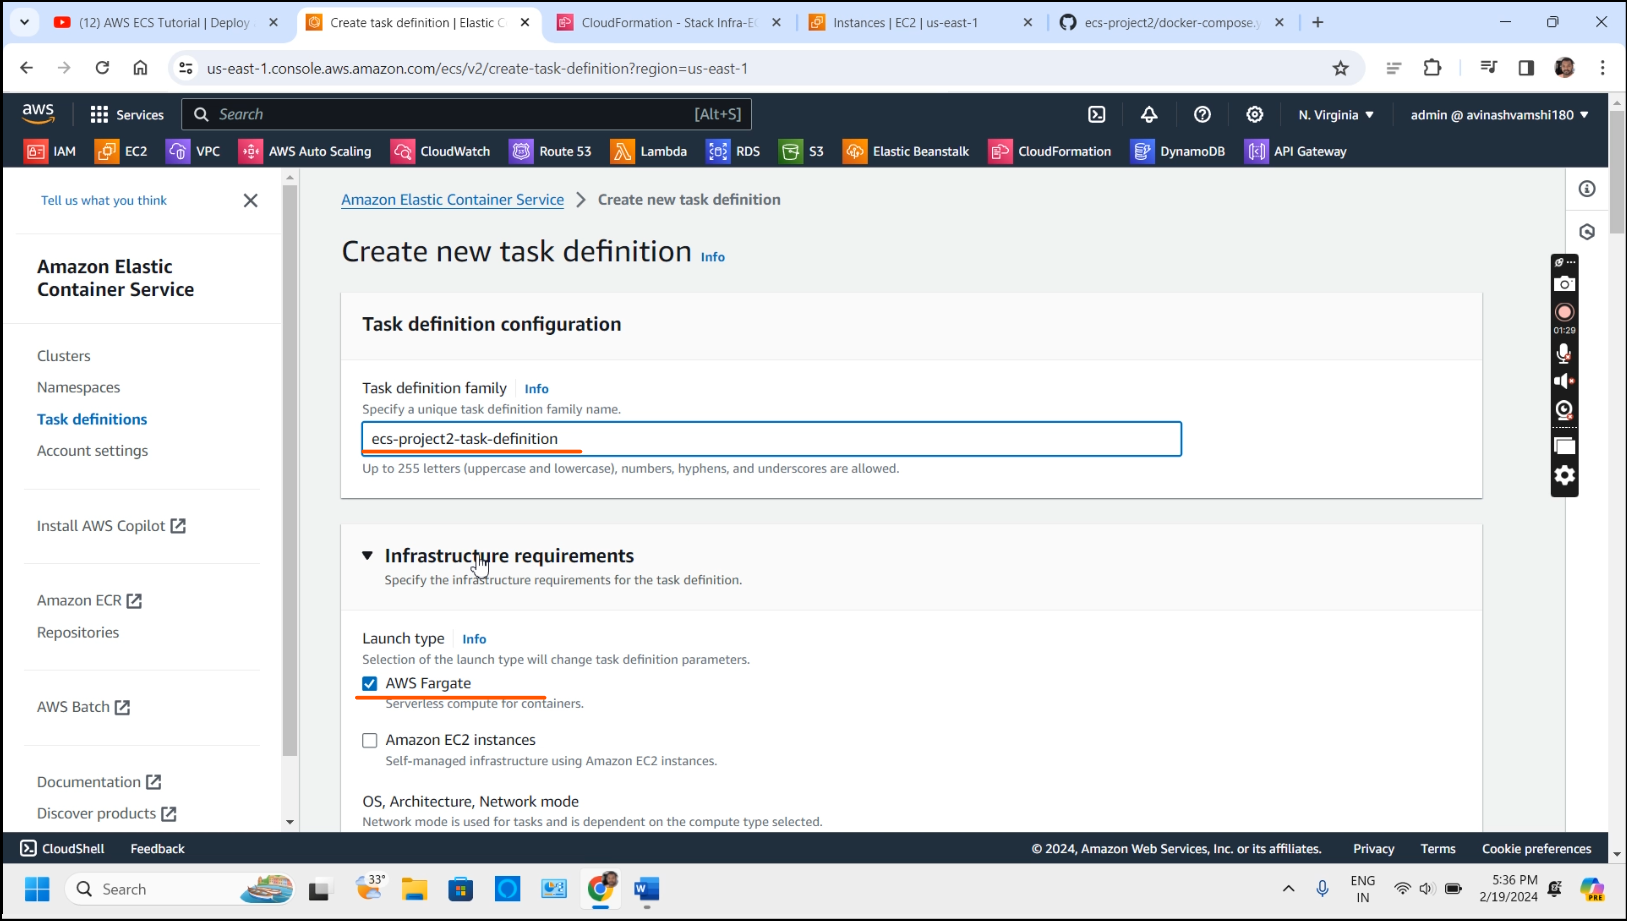 (12) AWS ECS Tutorial | Deploy
Create task definition | Elastic C
CloudFormation - Stack Infra-EC
Instances | EC2 | us-east-1
ecs-project2/docker-compose.y
us-east-1.console.aws.amazon.com/ecs/v2/create-task-definition?region=us-east-1
aws
Services
Search
[Alt+S]
N. Virginia
admin @ avinashvamshi180
IAM
EC2
VPC
AWS Auto Scaling
CloudWatch
Route 53
Lambda
RDS
S3
Elastic Beanstalk
CloudFormation
DynamoDB
API Gateway
Tell us what you think
Amazon Elastic
Container Service
Clusters
Namespaces
Task definitions
Account settings
Install AWS Copilot
Amazon ECR
Repositories
AWS Batch
Documentation
Discover products
Amazon Elastic Container Service > Create new task definition
Create new task definition Info
Task definition configuration
Task definition family Info
Specify a unique task definition family name.
ecs-project2-task-definition
Up to 255 letters (uppercase and lowercase), numbers, hyphens, and underscores are allowed.
Infrastructure requirements
Specify the infrastructure requirements for the task definition.
Launch type Info
Selection of the launch type will change task definition parameters.
AWS Fargate
Serverless compute for containers.
Amazon EC2 instances
Self-managed infrastructure using Amazon EC2 instances.
OS, Architecture, Network mode
Network mode is used for tasks and is dependent on the compute type selected.
01:29
CloudShell
Feedback
© 2024, Amazon Web Services, Inc. or its affiliates.
Privacy
Terms
Cookie preferences
Search
33°
ENG
IN
5:36 PM
2/19/2024
PRE